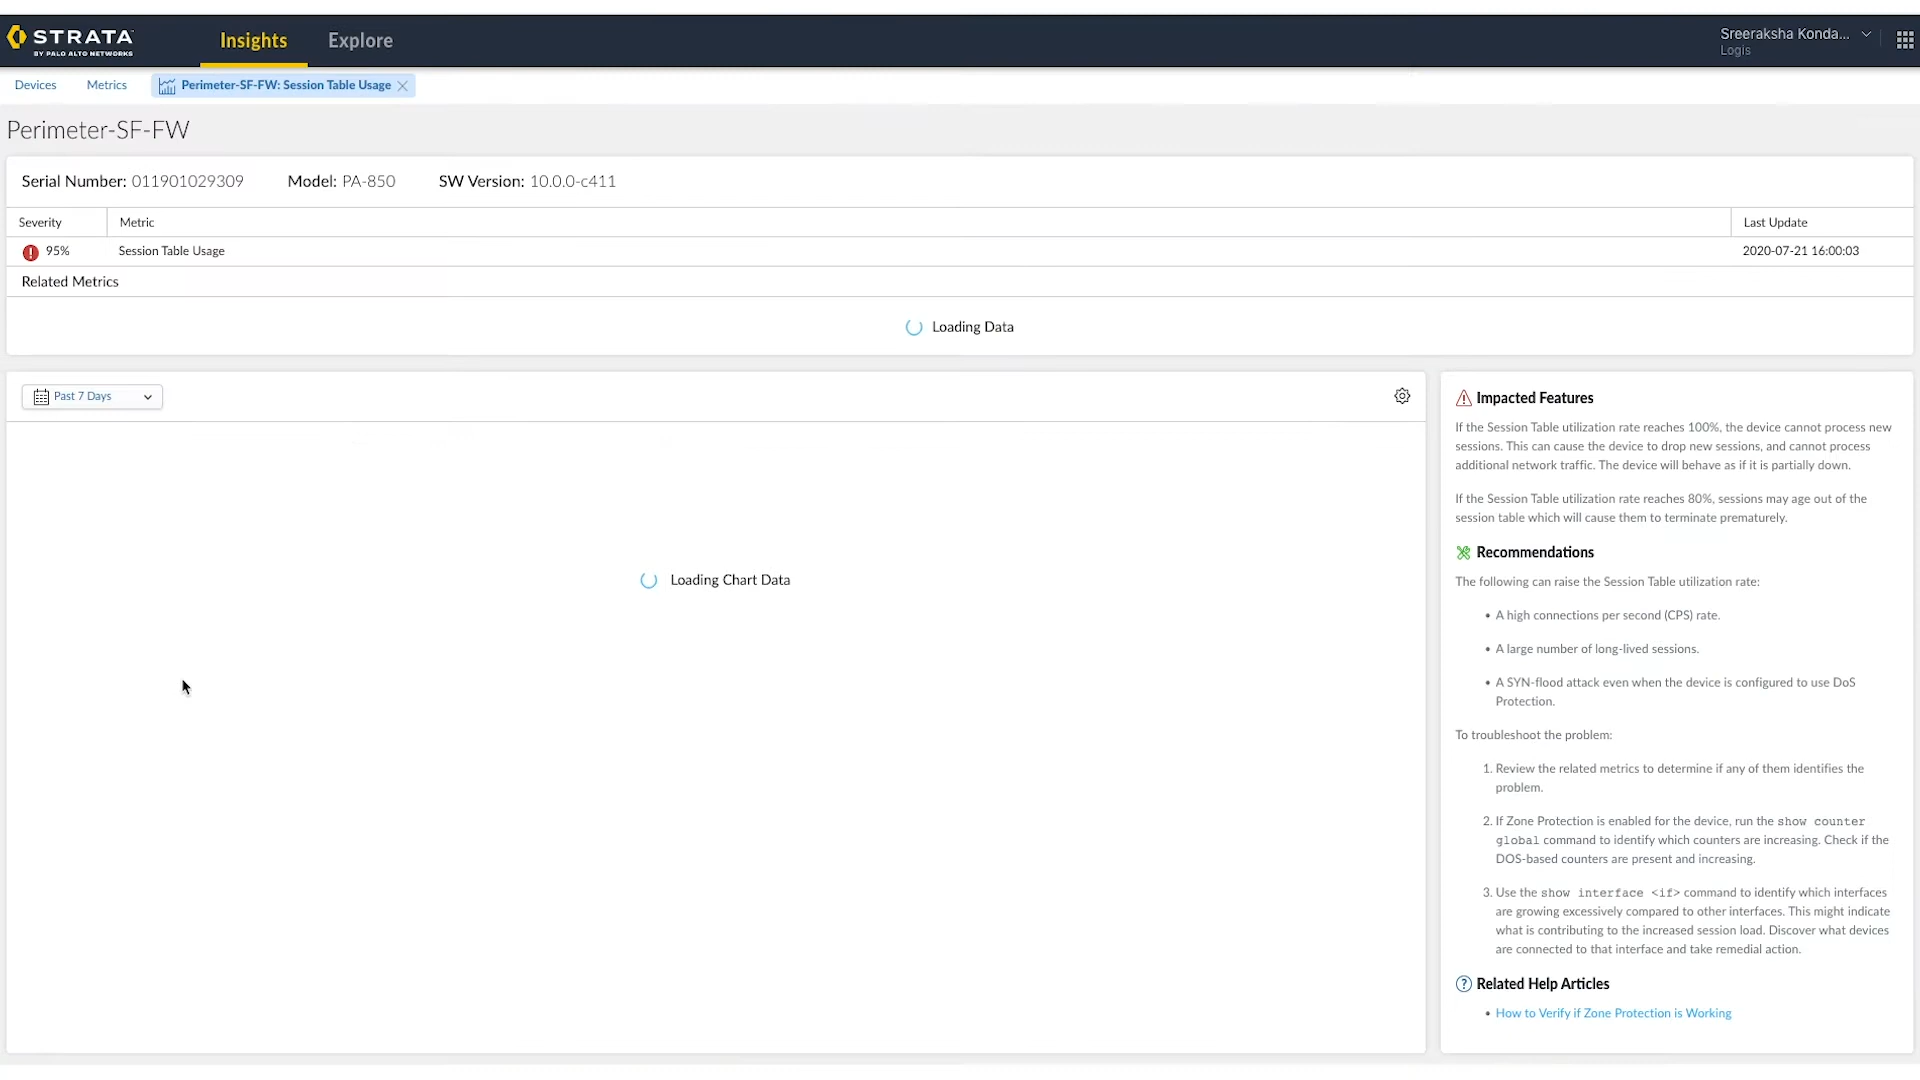 STRATA
BY PALO ALTO NETWORKS
Insights
Explore
Sreeraksha Konda...
Logis
Devices
Metrics
Perimeter-SF-FW: Session Table Usage
Perimeter-SF-FW
Serial Number: 011901029309 Model: PA-850 SW Version: 10.0.0-c411
Severity Metric Last Update
95% Session Table Usage 2020-07-21 16:00:03
Related Metrics
Loading Data
Past 7 Days
Loading Chart Data
Impacted Features
If the Session Table utilization rate reaches 100%, the device cannot process new
sessions. This can cause the device to drop new sessions, and cannot process
additional network traffic. The device will behave as if it is partially down.
If the Session Table utilization rate reaches 80%, sessions may age out of the
session table which will cause them to terminate prematurely.
Recommendations
The following can raise the Session Table utilization rate:
• A high connections per second (CPS) rate.
• A large number of long-lived sessions.
• A SYN-flood attack even when the device is configured to use DoS
Protection.
To troubleshoot the problem:
1. Review the related metrics to determine if any of them identifies the
problem.
2. If Zone Protection is enabled for the device, run the show counter
global command to identify which counters are increasing. Check if the
DOS-based counters are present and increasing.
3. Use the show interface <if> command to identify which interfaces
are growing excessively compared to other interfaces. This might indicate
what is contributing to the increased session load. Discover what devices
are connected to that interface and take remedial action.
? Related Help Articles
• How to Verify if Zone Protection is Working